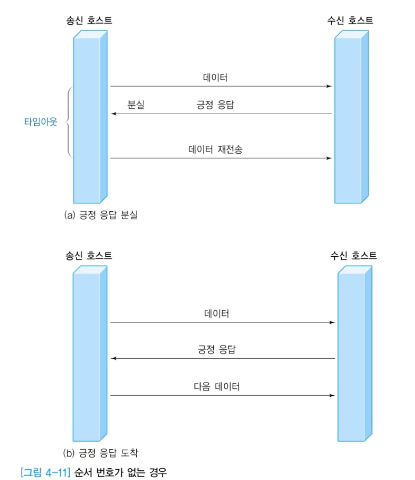 송신 호스트 수신 호스트
데이터
분실 긍정 응답
타임아웃
데이터 재전송
(a) 긍정 응답 분실
송신 호스트 수신 호스트
데이터
긍정 응답
다음 데이터
(b) 긍정 응답 도착
[그림 4-11] 순서 번호가 없는 경우